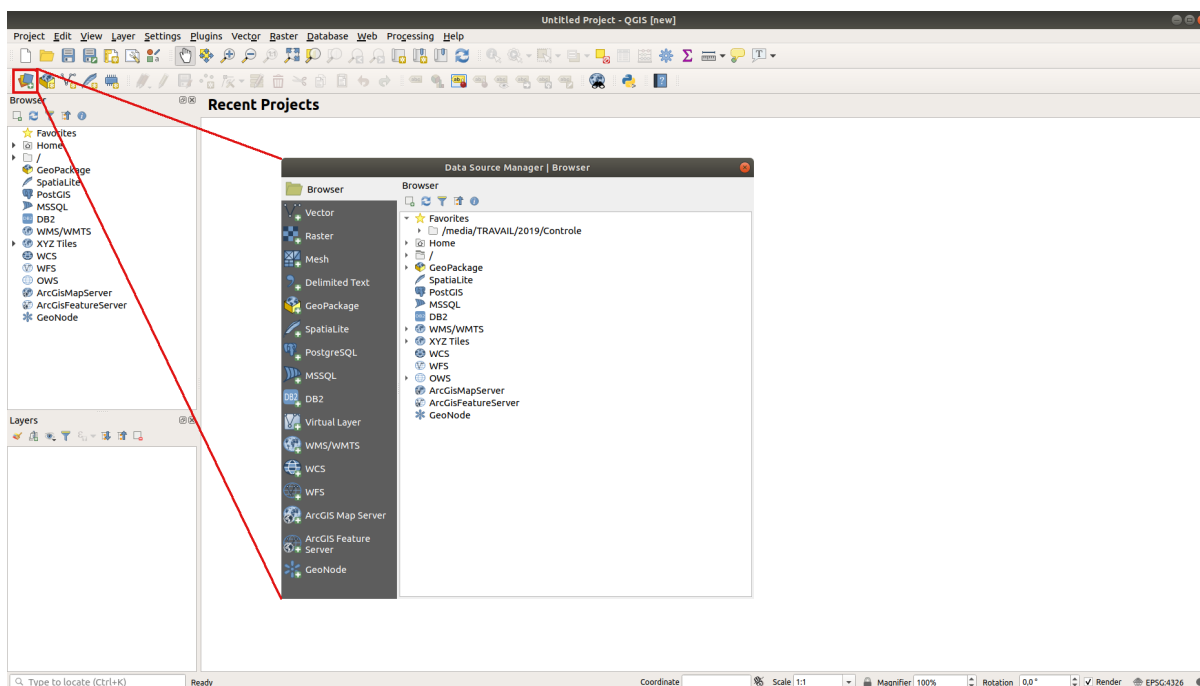 Untitled Project - QGIS [new]
Project Edit View Layer Settings Plugins Vector Raster Database Web Processing Help
Browser
Favorites
Home
/
GeoPackage
SpatiaLite
PostGIS
MSSQL
DB2
WMS/WMTS
XYZ Tiles
WCS
WFS
OWS
ArcGisMapServer
ArcGisFeatureServer
GeoNode
Layers
Recent Projects
Data Source Manager | Browser
Browser
Vector
Raster
Mesh
Delimited Text
GeoPackage
SpatiaLite
PostgreSQL
MSSQL
DB2
Virtual Layer
WMS/WMTS
WCS
WFS
ArcGIS Map Server
ArcGIS Feature
Server
GeoNode
Browser
Favorites
/media/TRAVAIL/2019/Controle
Home
/
GeoPackage
SpatiaLite
PostGIS
MSSQL
DB2
WMS/WMTS
XYZ Tiles
WCS
WFS
OWS
ArcGisMapServer
ArcGisFeatureServer
GeoNode
Type to locate (Ctrl+K) Ready Coordinate Scale 1:1 Magnifier 100% Rotation 0,0° Render EPSG:4326